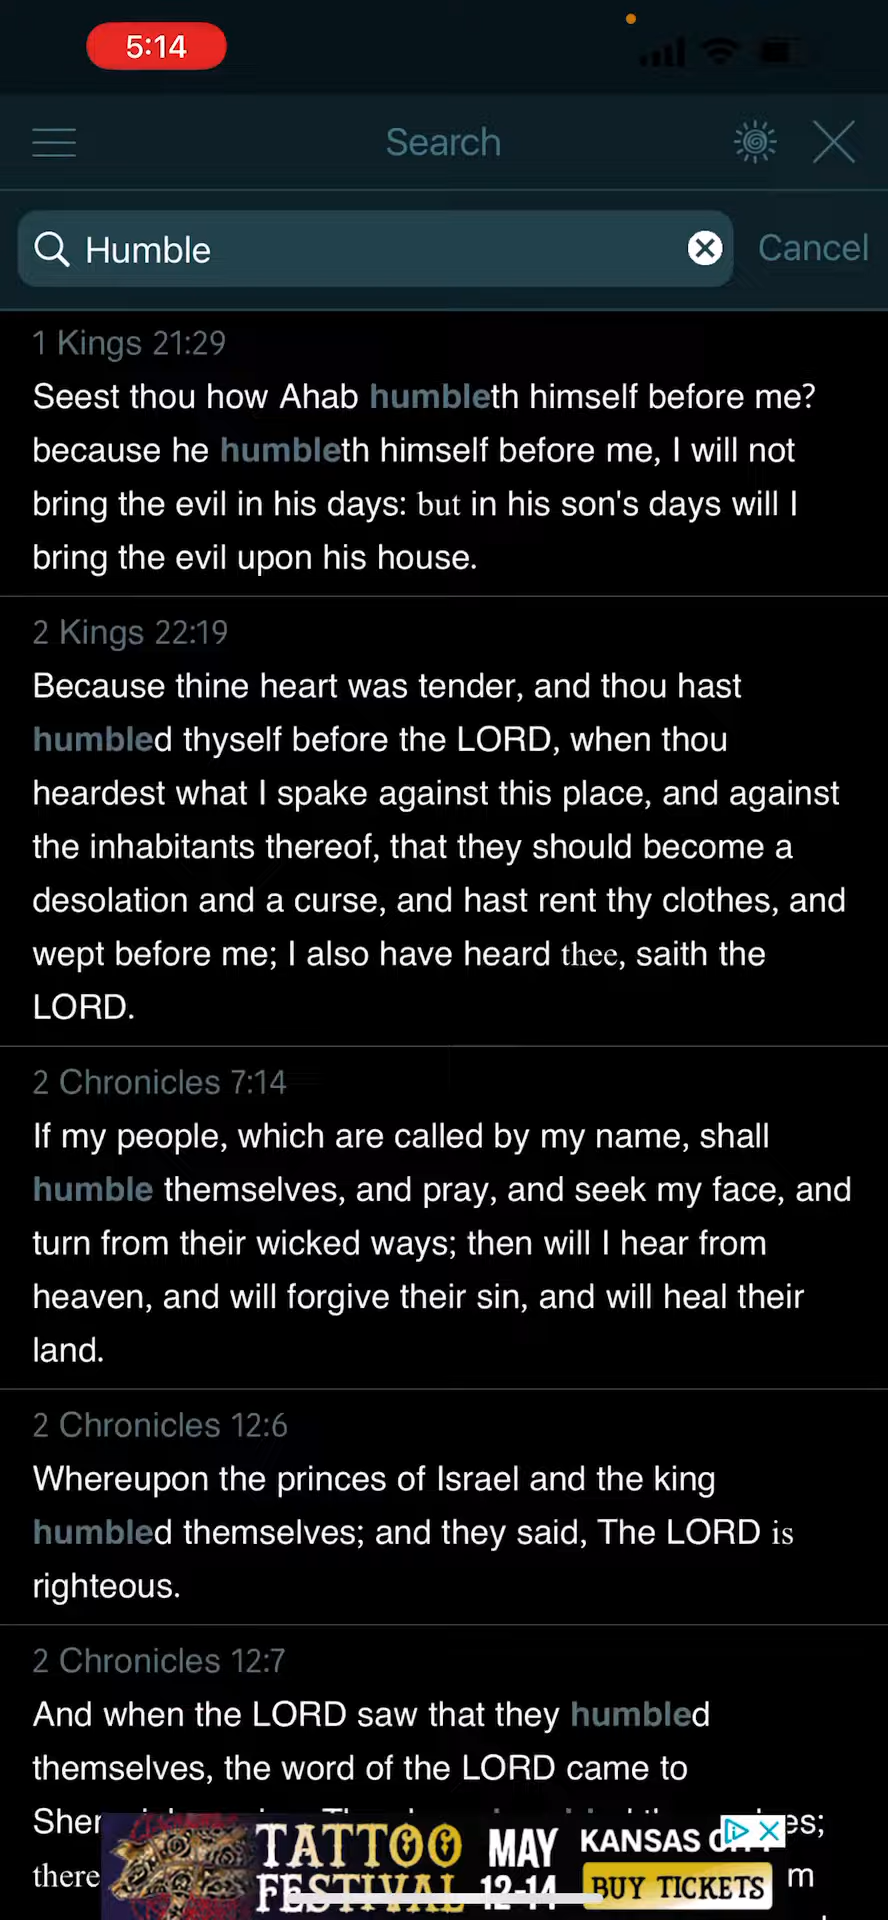 5:14
Search
Humble
Cancel
1 Kings 21:29
Seest thou how Ahab humbleth himself before me?
because he humbleth himself before me, I will not
bring the evil in his days: but in his son's days will I
bring the evil upon his house.
2 Kings 22:19
Because thine heart was tender, and thou hast
humbled thyself before the LORD, when thou
heardest what I spake against this place, and against
the inhabitants thereof, that they should become a
desolation and a curse, and hast rent thy clothes, and
wept before me; I also have heard thee, saith the
LORD.
2 Chronicles 7:14
If my people, which are called by my name, shall
humble themselves, and pray, and seek my face, and
turn from their wicked ways; then will I hear from
heaven, and will forgive their sin, and will heal their
land.
2 Chronicles 12:6
Whereupon the princes of Israel and the king
humbled themselves; and they said, The LORD is
righteous.
2 Chronicles 12:7
And when the LORD saw that they humbled
themselves, the word of the LORD came to
TATTOO
FESTIVAL
MAY
12-14
KANSAS
BUY TICKETS